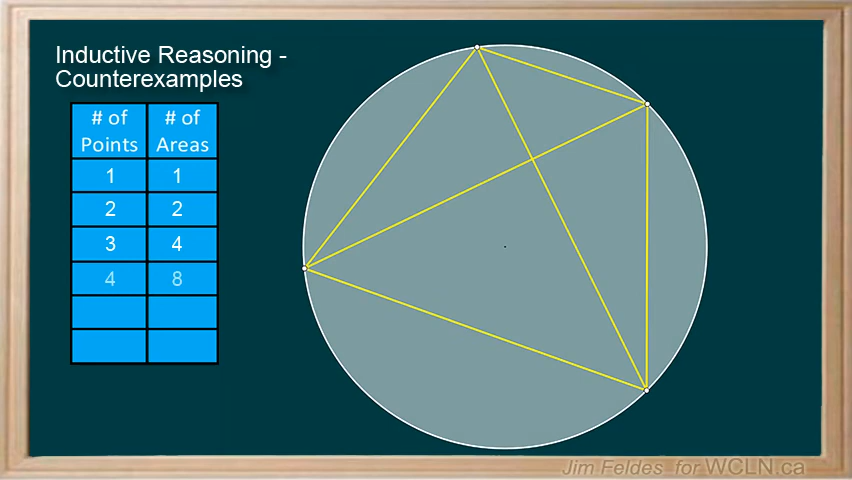 Inductive Reasoning -
Counterexamples
# of # of
Points Areas
1 1
2 2
3 4
4 8
Jim Feldes for WCLN.ca